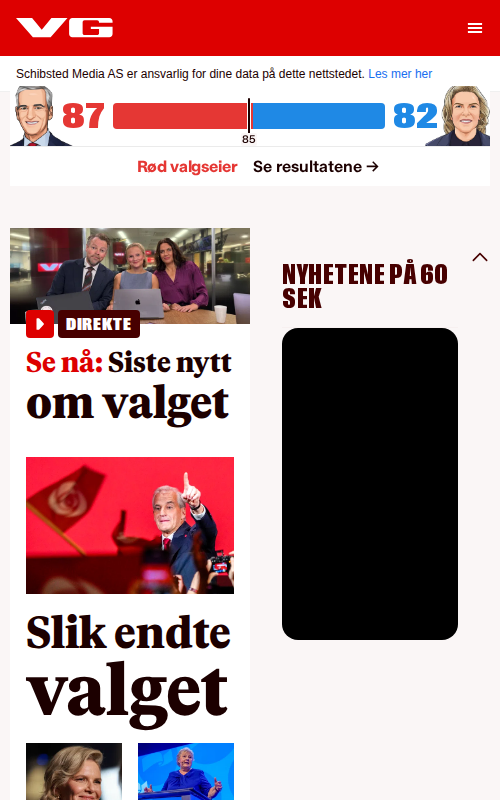 VG
Schibsted Media AS er ansvarlig for dine data på dette nettstedet. Les mer her
87
82
85
Rød valgseier Se resultatene →
DIREKTE
Se nå: Siste nytt
om valget
Slik endte
valget
NYHETENE PÅ 60
SEK